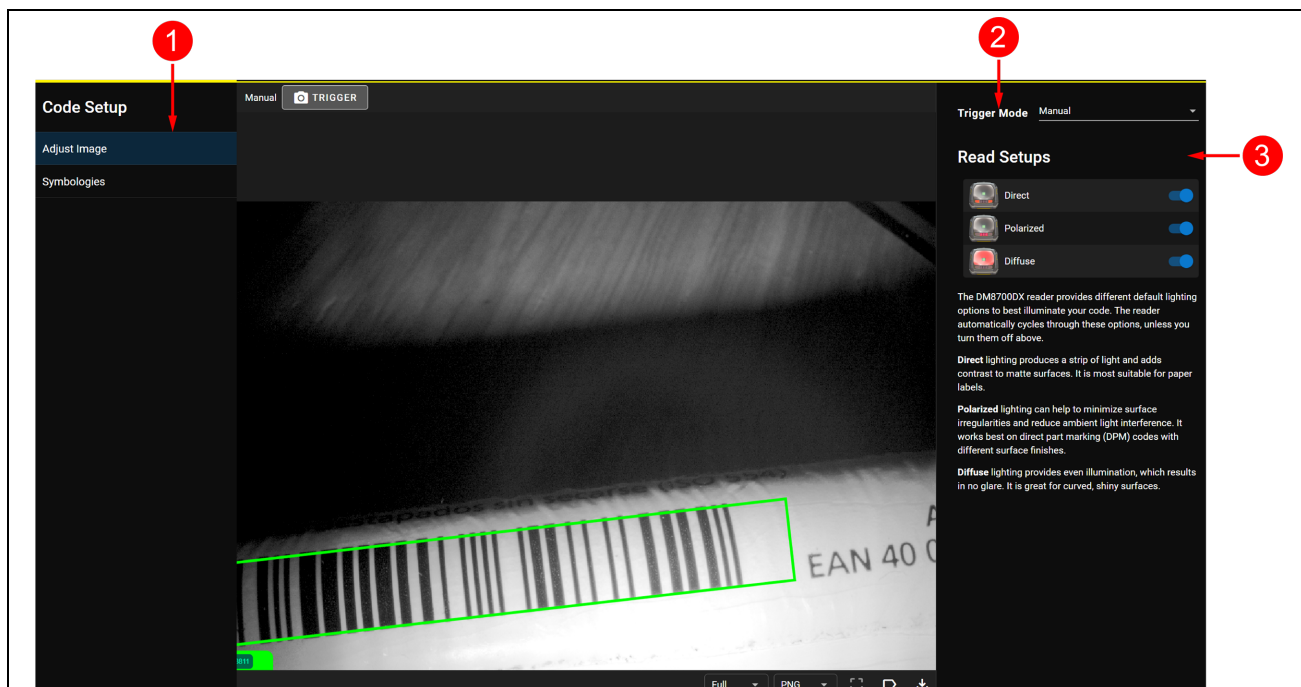 1
2
3
Code Setup
Adjust Image
Symbologies
Manual
TRIGGER
Trigger Mode Manual
Read Setups
Direct
Polarized
Diffuse
The DM8700DX reader provides different default lighting
options to best illuminate your code. The reader
automatically cycles through these options, unless you
turn them off above.
Direct lighting produces a strip of light and adds
contrast to matte surfaces. It is most suitable for paper
labels.
Polarized lighting can help to minimize surface
irregularities and reduce ambient light interference. It
works best on direct part marking (DPM) codes with
different surface finishes.
Diffuse lighting provides even illumination, which results
in no glare. It is great for curved, shiny surfaces.
sin
A
EAN 40 0
Full
PNG